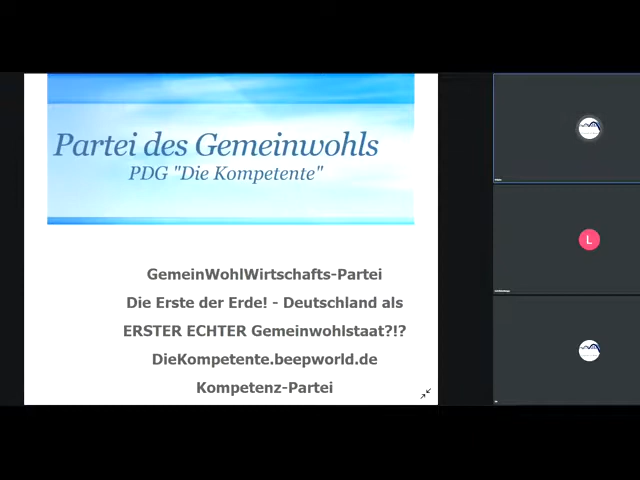 Partei des Gemeinwohls
PDG "Die Kompetente"
GemeinWohlWirtschafts-Partei
Die Erste der Erde! - Deutschland als
ERSTER ECHTER Gemeinwohlstaat?!?
DieKompetente.beepworld.de
Kompetenz-Partei
L